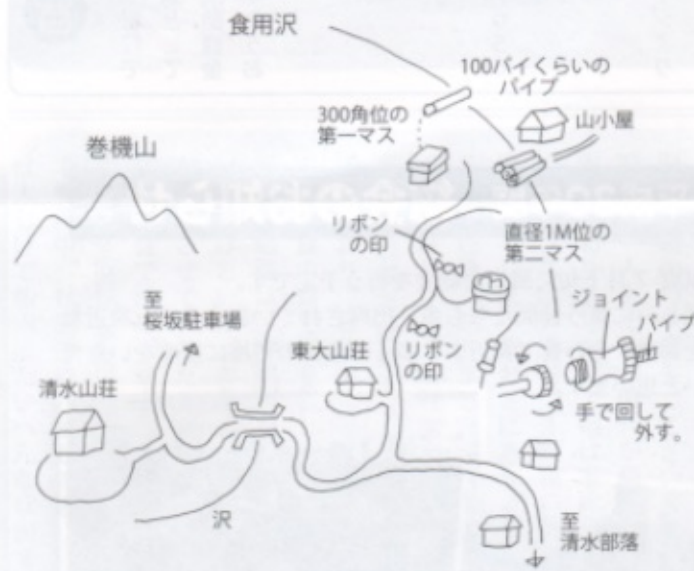 食用沢
100パイくらいの
パイプ
300角位の
第一マス
山小屋
巻機山
リボン
の印
直径1M位の
第二マス
至
桜坂駐車場
ジョイント
パイプ
東大山荘
リボン
の印
清水山荘
手で回して
外す。
沢
至
清水部落